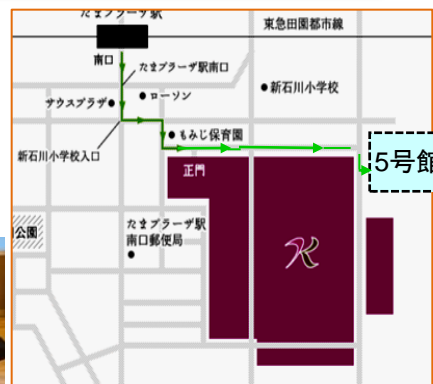 たまプラーザ駅
東急田園都市線
南口
たまプラーザ駅南口
ローソン
新石川小学校
サウスプラザ
もみじ保育園
新石川小学校入口
5号館
正門
公園
たまプラーザ駅
南口郵便局